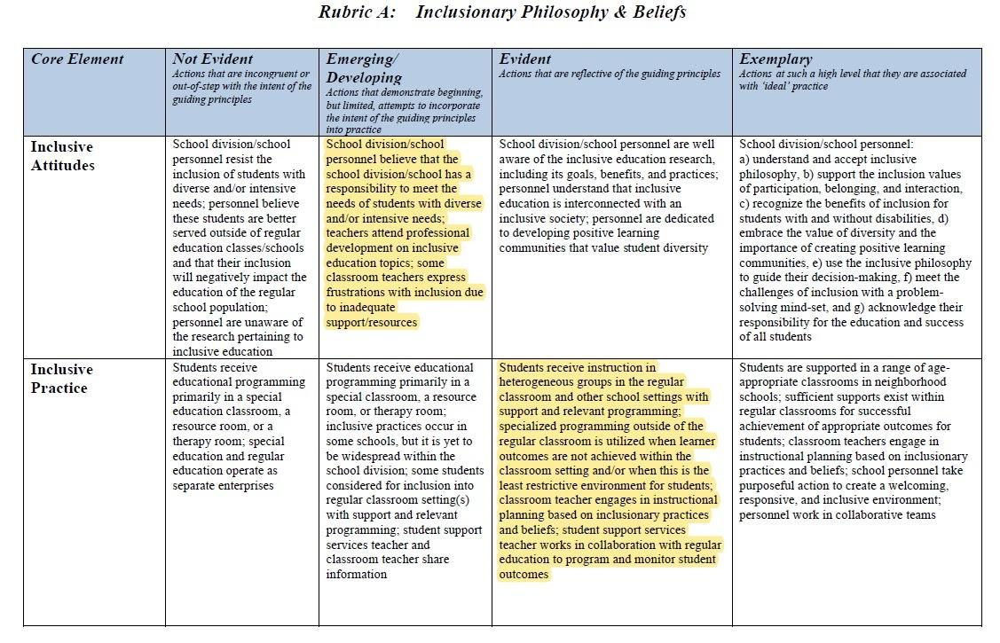 Rubric A: Inclusionary Philosophy & Beliefs
Core Element
Not Evident
Actions that are incongruent or
out-of-step with the intent of the
guiding principles
Emerging/
Developing
Actions that demonstrate beginning,
but limited, attempts to incorporate
the intent of the guiding principles
into practice
Evident
Actions that are reflective of the guiding principles
Exemplary
Actions at such a high level that they are associated
with ‘ideal’ practice
Inclusive
Attitudes
School division/school
personnel resist the
inclusion of students with
diverse and/or intensive
needs; personnel believe
these students are better
served outside of regular
education classes/schools
and that their inclusion
will negatively impact the
education of the regular
school population;
personnel are unaware of
the research pertaining to
inclusive education
School division/school
personnel believe that the
school division/school has a
responsibility to meet the
needs of students with diverse
and/or intensive needs;
teachers attend professional
development on inclusive
education topics; some
classroom teachers express
frustrations with inclusion due
to inadequate
support/resources
School division/school personnel are well
aware of the inclusive education research,
including its goals, benefits, and practices;
personnel understand that inclusive
education is interconnected with an
inclusive society; personnel are dedicated
to developing positive learning
communities that value student diversity
School division/school personnel:
a) understand and accept inclusive
philosophy, b) support the inclusion values
of participation, belonging, and interaction,
c) recognize the benefits of inclusion for
students with and without disabilities, d)
embrace the value of diversity and the
importance of creating positive learning
communities, e) use the inclusive philosophy
to guide their decision-making, f) meet the
challenges of inclusion with a problem-
solving mind-set, and g) acknowledge their
responsibility for the education and success
of all students
Inclusive
Practice
Students receive
educational programming
primarily in a special
education classroom, a
resource room, or a
therapy room; special
education and regular
education operate as
separate enterprises
Students receive educational
programming primarily in a
special classroom, a resource
room, or therapy room;
inclusive practices occur in
some schools, but it is yet to
be widespread within the
school division; some students
considered for inclusion into
regular classroom setting(s)
with support and relevant
programming; student support
services teacher and
classroom teacher share
information
Students receive instruction in
heterogeneous groups in the regular
classroom and other school settings with
support and relevant programming;
specialized programming outside of the
regular classroom is utilized when learner
outcomes are not achieved within the
classroom setting and/or when this is the
least restrictive environment for students;
classroom teacher engages in instructional
planning based on inclusionary practices
and beliefs; student support services
teacher works in collaboration with regular
education to program and monitor student
outcomes
Students are supported in a range of age-
appropriate classrooms in neighborhood
schools; sufficient supports exist within
regular classrooms for successful
achievement of appropriate outcomes for
students; classroom teachers engage in
instructional planning based on inclusionary
practices and beliefs; school personnel take
purposeful action to create a welcoming,
responsive, and inclusive environment;
personnel work in collaborative teams